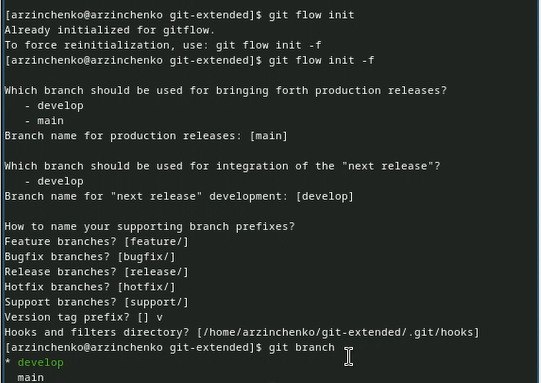 [arzinchenko@arzinchenko git-extended]$ git flow init
Already initialized for gitflow.
To force reinitialization, use: git flow init -f
[arzinchenko@arzinchenko git-extended]$ git flow init -f
Which branch should be used for bringing forth production releases?
- develop
- main
Branch name for production releases: [main]
Which branch should be used for integration of the "next release"?
- develop
Branch name for "next release" development: [develop]
How to name your supporting branch prefixes?
Feature branches? [feature/]
Bugfix branches? [bugfix/]
Release branches? [release/]
Hotfix branches? [hotfix/]
Support branches? [support/]
Version tag prefix? [] v
Hooks and filters directory? [/home/arzinchenko/git-extended/.git/hooks]
[arzinchenko@arzinchenko git-extended]$ git branch
* develop
main